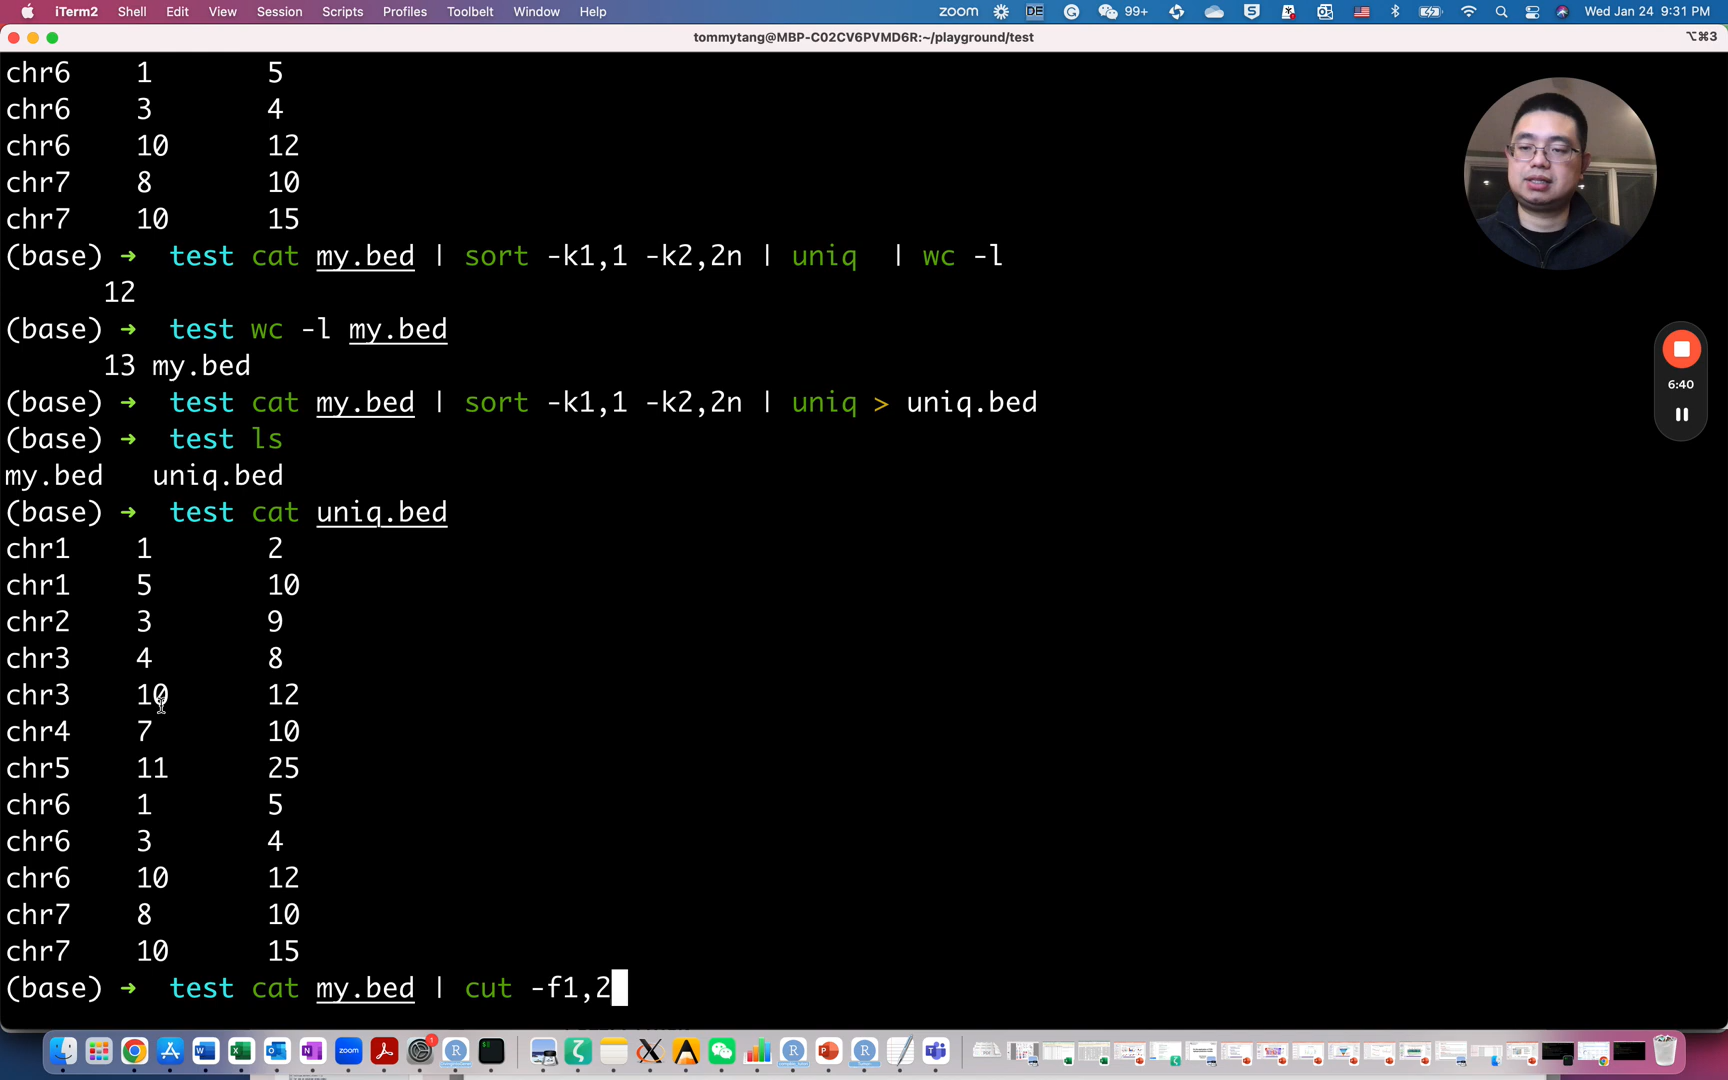 iTerm2 Shell Edit View Session Scripts Profiles Toolbelt Window Help zoom DE 99+ Wed Jan 24 9:31 PM
tommytang@MBP-C02CV6PVMD6R:~/playground/test ⌥⌘3
chr6 1 5
chr6 3 4
chr6 10 12
chr7 8 10
chr7 10 15
(base) ➜ test cat my.bed | sort -k1,1 -k2,2n | uniq | wc -l
12
(base) ➜ test wc -l my.bed
13 my.bed
(base) ➜ test cat my.bed | sort -k1,1 -k2,2n | uniq > uniq.bed
(base) ➜ test ls
my.bed uniq.bed
(base) ➜ test cat uniq.bed
chr1 1 2
chr1 5 10
chr2 3 9
chr3 4 8
chr3 10 12
chr4 7 10
chr5 11 25
chr6 1 5
chr6 3 4
chr6 10 12
chr7 8 10
chr7 10 15
(base) ➜ test cat my.bed | cut -f1,2
6:40
zoom